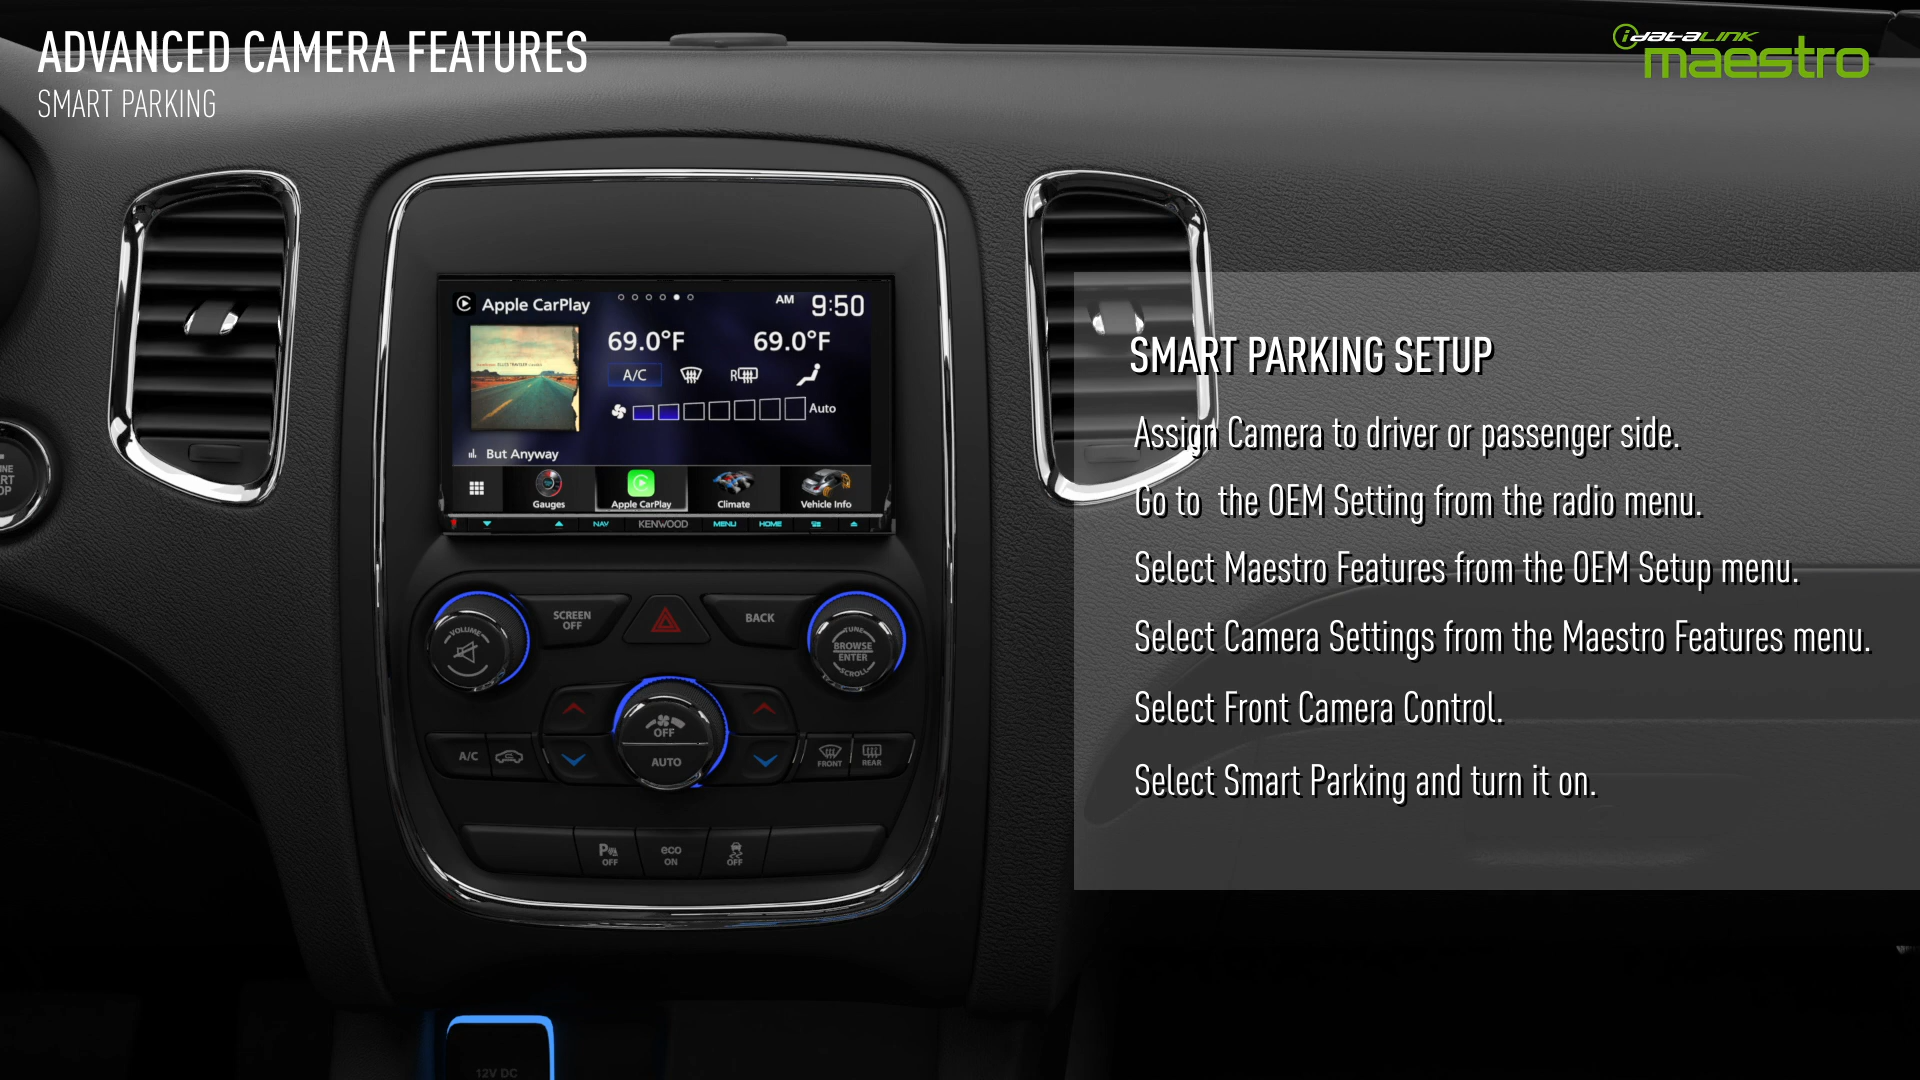 ADVANCED CAMERA FEATURES
SMART PARKING
iDATALINK
maestro
Apple CarPlay
AM 9:50
69.0°F 69.0°F
A/C R
Auto
But Anyway
Gauges Apple CarPlay Climate Vehicle Info
NAV KENWOOD MENU HOME
SMART PARKING SETUP
Assign Camera to driver or passenger side.
Go to the OEM Setting from the radio menu.
Select Maestro Features from the OEM Setup menu.
Select Camera Settings from the Maestro Features menu.
Select Front Camera Control.
Select Smart Parking and turn it on.
VOLUME
SCREEN
OFF
BACK
TUNE
BROWSE
ENTER
SCROLL
OFF
AUTO
A/C
FRONT
REAR
P
OFF
eco
ON
OFF
12V DC